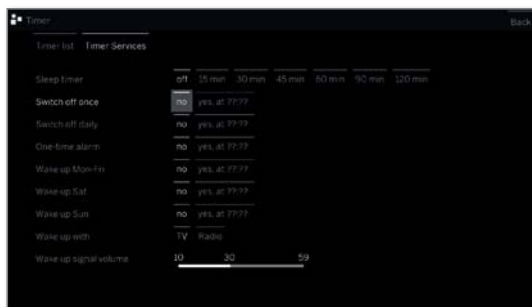 Timer Back
Timer list Timer Services
Sleep timer off 15 min 30 min 45 min 60 min 90 min 120 min
Switch off once no yes, at ??:??
Switch off daily no yes, at ??:??
One-time alarm no yes, at ??:??
Wake up Mon-Fri no yes, at ??:??
Wake up Sat no yes, at ??:??
Wake up Sun no yes, at ??:??
Wake up with TV Radio
Wake up signal volume 10 30 59